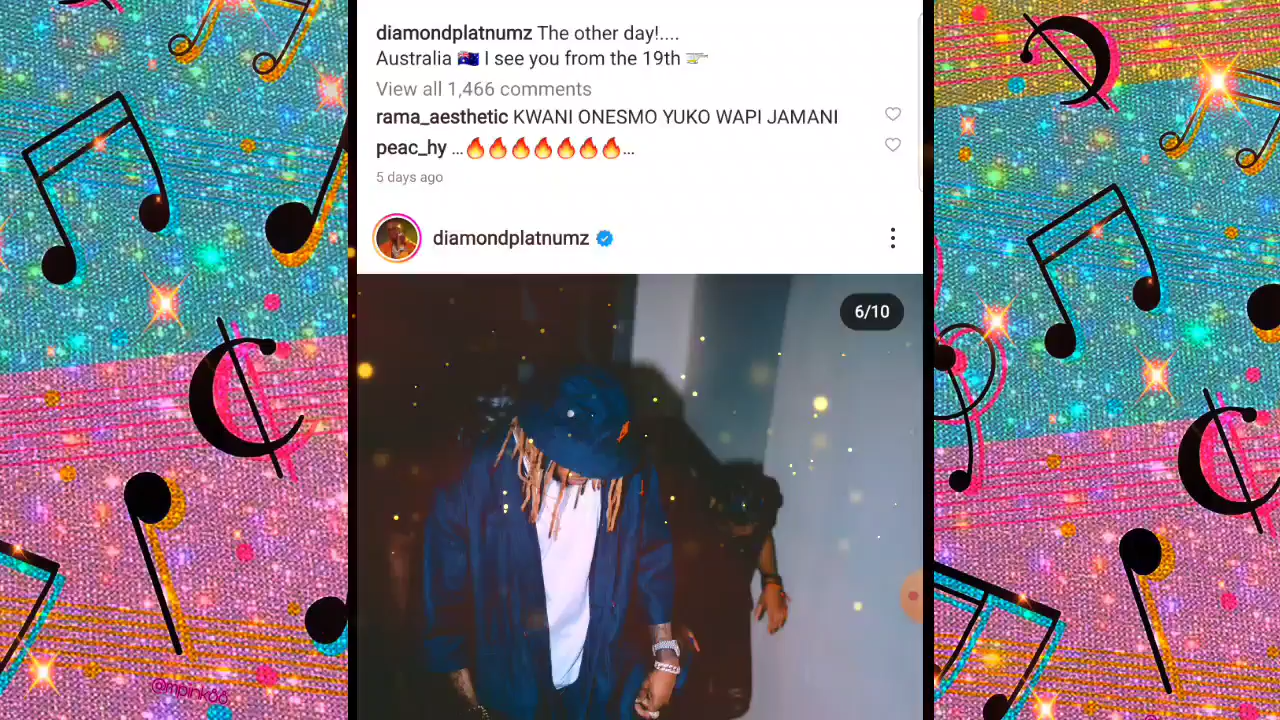 diamondplatnumz The other day!....
Australia 🇦🇺 I see you from the 19th
View all 1,466 comments
rama_aesthetic KWANI ONESMO YUKO WAPI JAMANI
peac_hy ...🔥🔥🔥🔥🔥🔥🔥...
5 days ago
diamondplatnumz
6/10
@mpink66